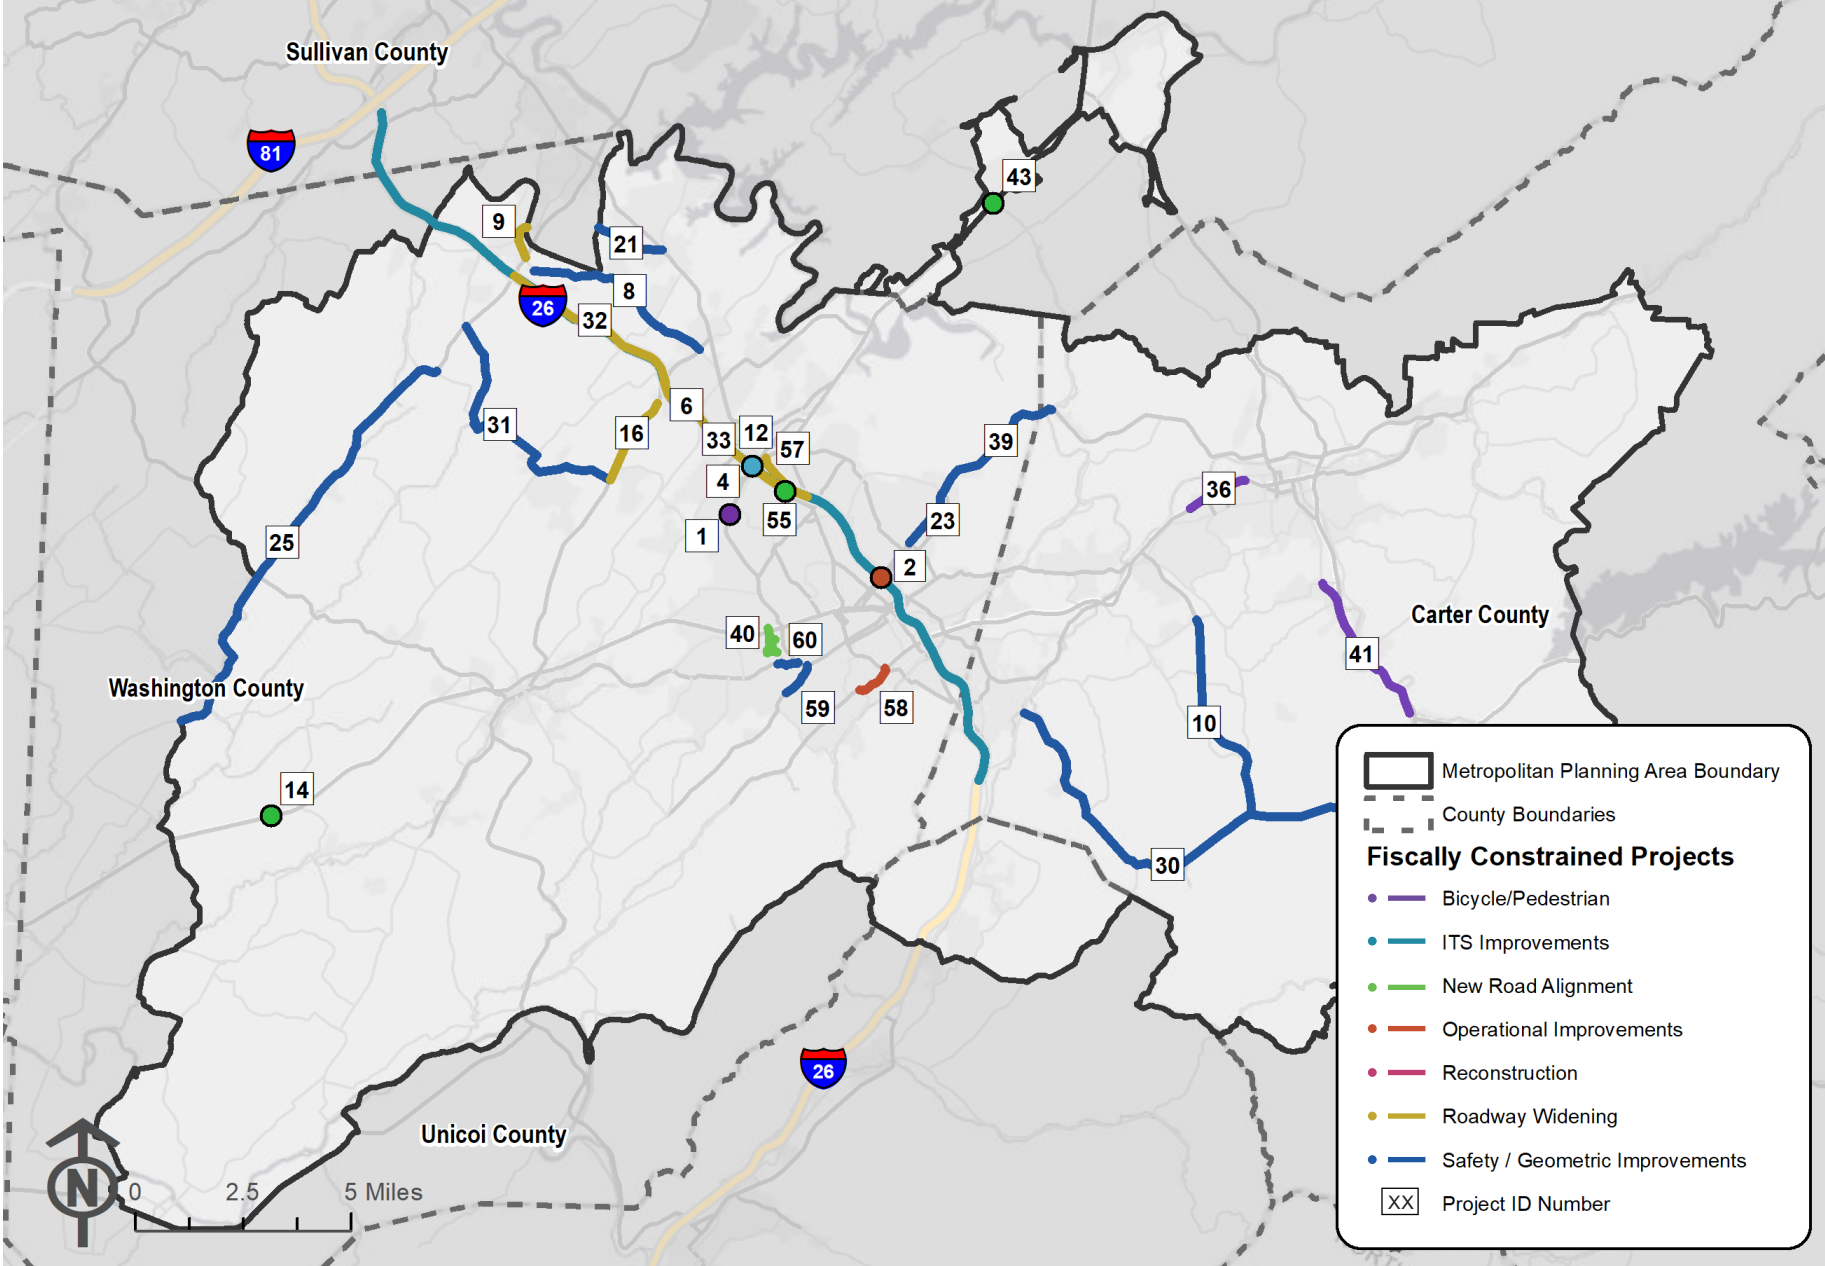 Sullivan County
81
43
9
21
8
26
32
6
31
16
33
12
57
39
4
36
55
23
1
25
2
Carter County
40
60
41
Washington County
59
58
10
14
30
Metropolitan Planning Area Boundary
County Boundaries
Fiscally Constrained Projects
Bicycle/Pedestrian
ITS Improvements
New Road Alignment
Operational Improvements
Reconstruction
Roadway Widening
Safety / Geometric Improvements
XX Project ID Number
26
Unicoi County
N
0 2.5 5 Miles